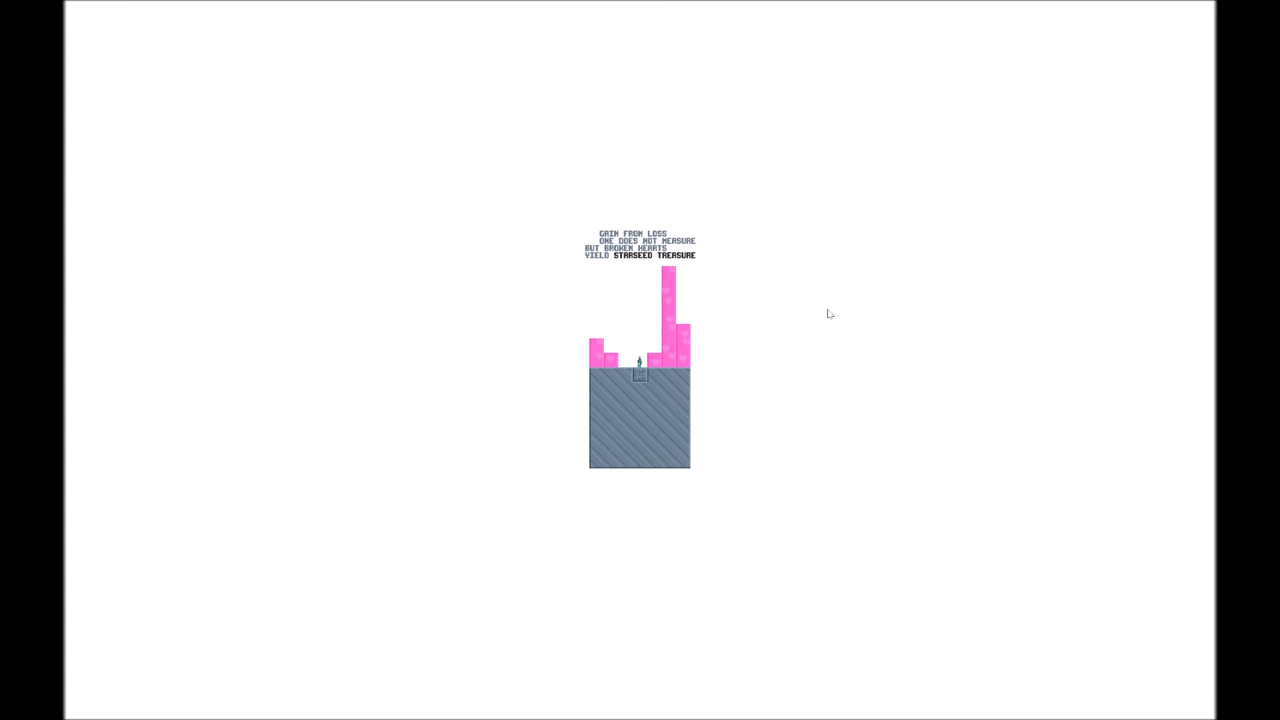 GAIN FROM LOSS
ONE DOES NOT MEASURE
BUT BROKEN HEARTS
YIELD STARSEED TREASURE